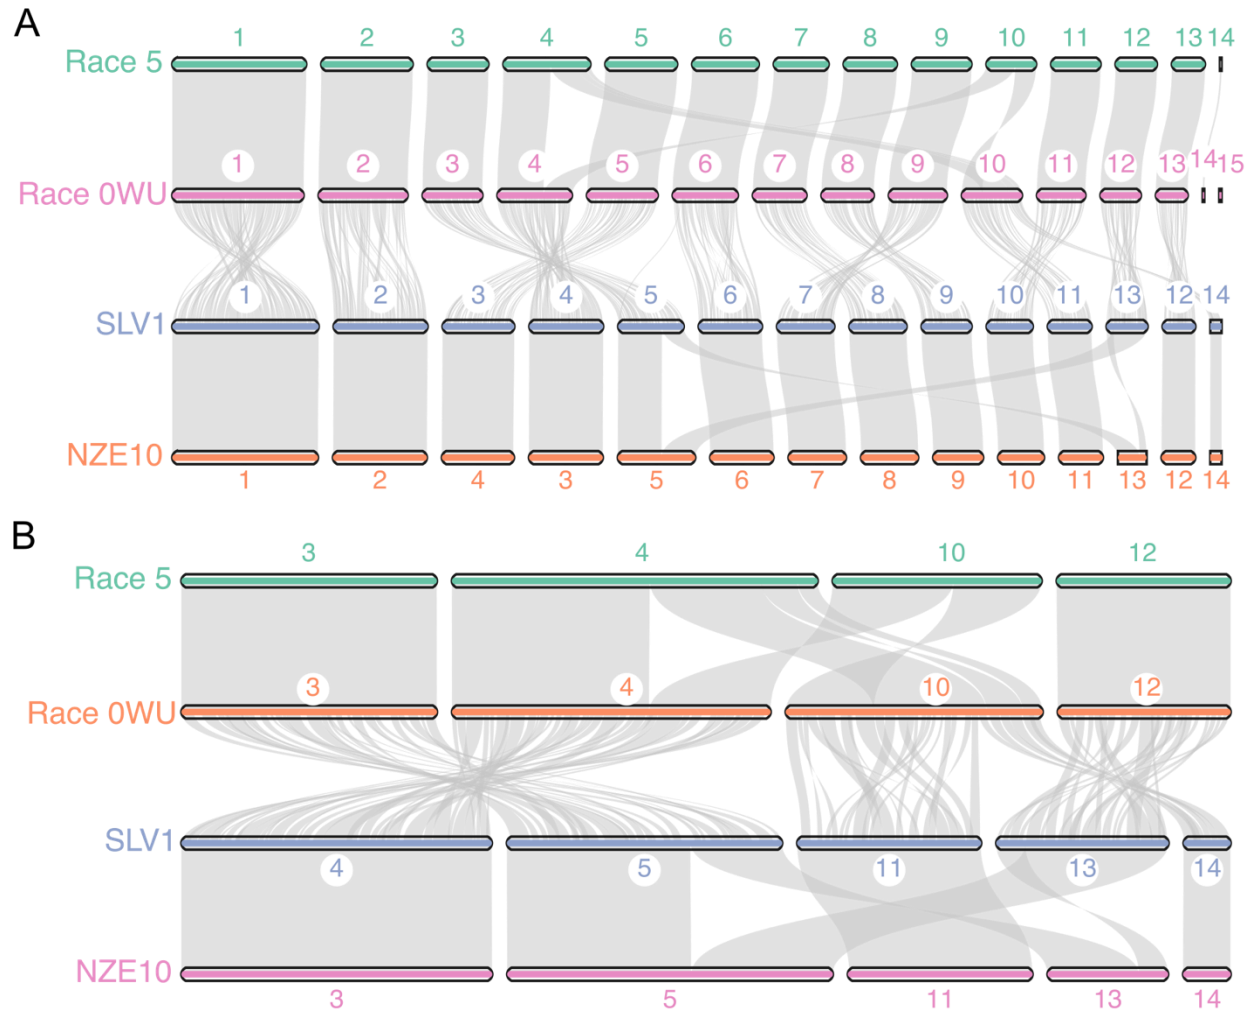 A
1 2 3 4 5 6 7 8 9 10 11 12 13 14
Race 5
1 2 3 4 5 6 7 8 9 10 11 12 13 14 15
Race 0WU
1 2 3 4 5 6 7 8 9 10 11 13 12 14
SLV1
NZE10
1 2 4 3 5 6 7 8 9 10 11 13 12 14
B
3 4 10 12
Race 5
3 4 10 12
Race 0WU
SLV1
4 5 11 13 14
NZE10
3 5 11 13 14